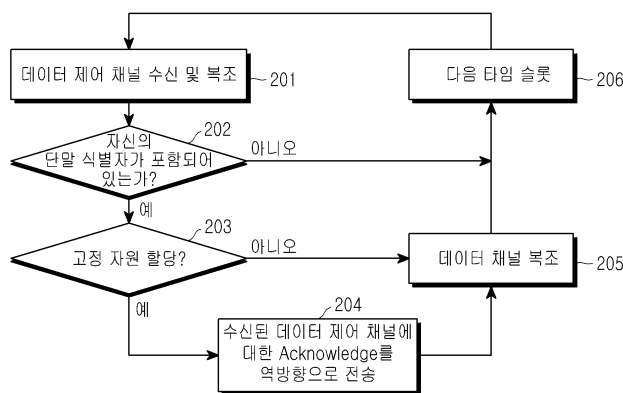 데이터 제어 채널 수신 및 복조
201
다음 타임 슬롯
206
202
자신의
단말 식별자가 포함되어
있는가?
아니오
예
203
고정 자원 할당?
아니오
데이터 채널 복조
205
예
204
수신된 데이터 제어 채널에
대한 Acknowledge를
역방향으로 전송